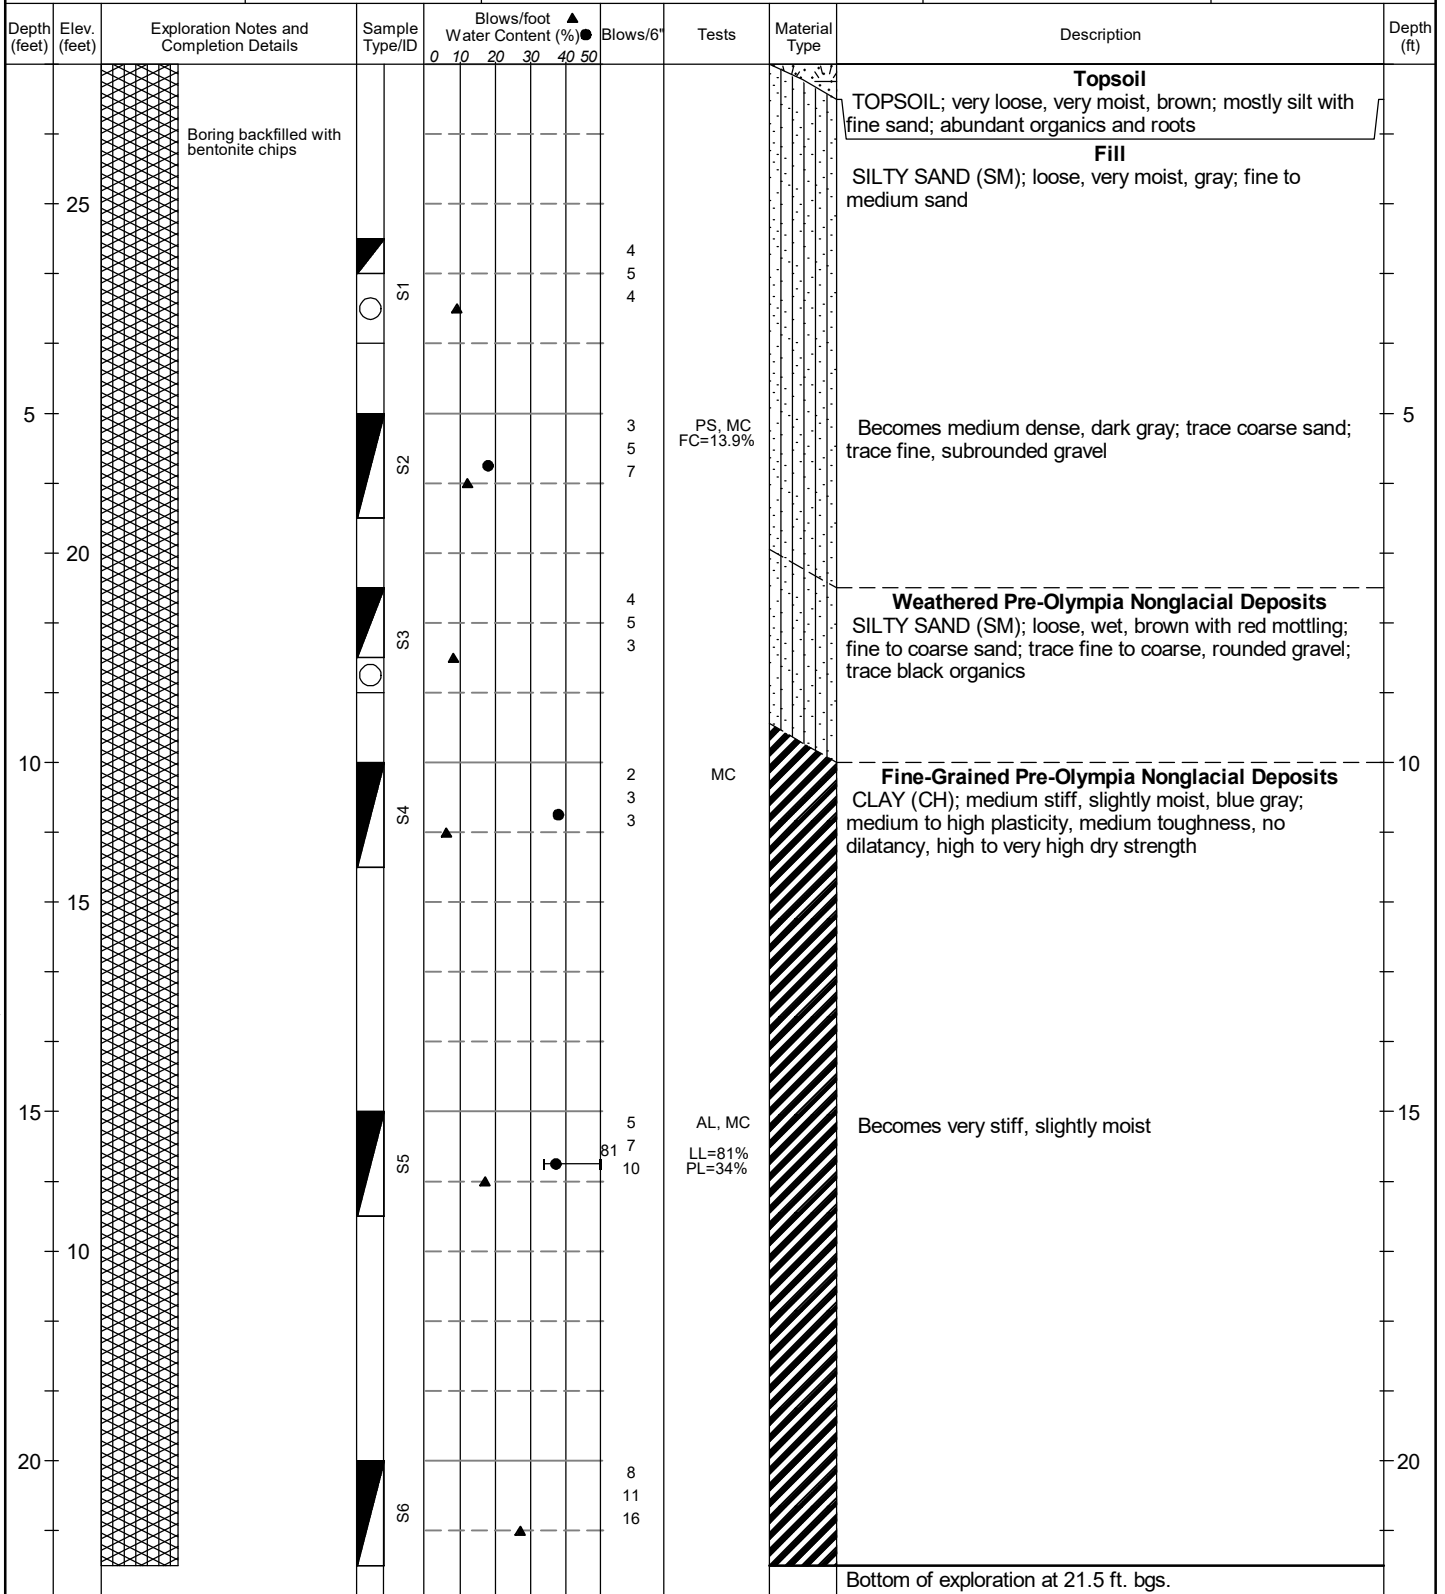 Depth (feet)
Elev. (feet)
Exploration Notes and Completion Details
Sample Type/ID
Blows/foot ▲
Water Content (%)●
0 10 20 30 40 50
Blows/6"
Tests
Material Type
Description
Depth (ft)
Topsoil
TOPSOIL; very loose, very moist, brown; mostly silt with
fine sand; abundant organics and roots
Boring backfilled with
bentonite chips
Fill
SILTY SAND (SM); loose, very moist, gray; fine to
medium sand
25
S1
4
5
4
5
S2
3
5
7
PS, MC
FC=13.9%
Becomes medium dense, dark gray; trace coarse sand;
trace fine, subrounded gravel
5
20
S3
4
5
3
Weathered Pre-Olympia Nonglacial Deposits
SILTY SAND (SM); loose, wet, brown with red mottling;
fine to coarse sand; trace fine to coarse, rounded gravel;
trace black organics
10
S4
2
3
3
MC
Fine-Grained Pre-Olympia Nonglacial Deposits
CLAY (CH); medium stiff, slightly moist, blue gray;
medium to high plasticity, medium toughness, no
dilatancy, high to very high dry strength
10
15
15
S5
81
5
7
10
AL, MC
LL=81%
PL=34%
Becomes very stiff, slightly moist
15
10
20
S6
8
11
16
20
Bottom of exploration at 21.5 ft. bgs.